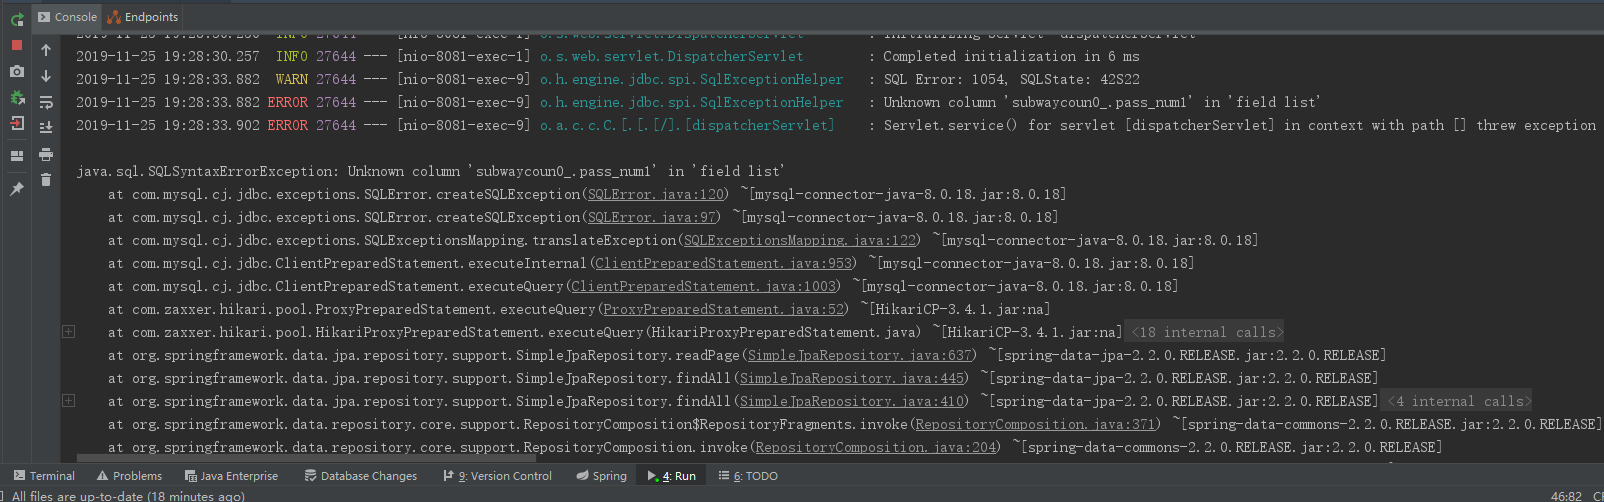 Console Endpoints
2019-11-25 19:28:30.250  INFO 27644 --- [nio-8081-exec-1] o.s.web.servlet.DispatcherServlet        : Initializing Servlet 'dispatcherServlet'
2019-11-25 19:28:30.257  INFO 27644 --- [nio-8081-exec-1] o.s.web.servlet.DispatcherServlet        : Completed initialization in 6 ms
2019-11-25 19:28:33.882  WARN 27644 --- [nio-8081-exec-9] o.h.engine.jdbc.spi.SqlExceptionHelper   : SQL Error: 1054, SQLState: 42S22
2019-11-25 19:28:33.882 ERROR 27644 --- [nio-8081-exec-9] o.h.engine.jdbc.spi.SqlExceptionHelper   : Unknown column 'subwaycoun0_.pass_num1' in 'field list'
2019-11-25 19:28:33.902 ERROR 27644 --- [nio-8081-exec-9] o.a.c.c.C.[.[.[/].[dispatcherServlet]    : Servlet.service() for servlet [dispatcherServlet] in context with path [] threw exception
java.sql.SQLSyntaxErrorException: Unknown column 'subwaycoun0_.pass_num1' in 'field list'
at com.mysql.cj.jdbc.exceptions.SQLError.createSQLException(SQLError.java:120) ~[mysql-connector-java-8.0.18.jar:8.0.18]
at com.mysql.cj.jdbc.exceptions.SQLError.createSQLException(SQLError.java:97) ~[mysql-connector-java-8.0.18.jar:8.0.18]
at com.mysql.cj.jdbc.exceptions.SQLExceptionsMapping.translateException(SQLExceptionsMapping.java:122) ~[mysql-connector-java-8.0.18.jar:8.0.18]
at com.mysql.cj.jdbc.ClientPreparedStatement.executeInternal(ClientPreparedStatement.java:953) ~[mysql-connector-java-8.0.18.jar:8.0.18]
at com.mysql.cj.jdbc.ClientPreparedStatement.executeQuery(ClientPreparedStatement.java:1003) ~[mysql-connector-java-8.0.18.jar:8.0.18]
at com.zaxxer.hikari.pool.ProxyPreparedStatement.executeQuery(ProxyPreparedStatement.java:52) ~[HikariCP-3.4.1.jar:na]
at com.zaxxer.hikari.pool.HikariProxyPreparedStatement.executeQuery(HikariProxyPreparedStatement.java) ~[HikariCP-3.4.1.jar:na] <18 internal calls>
at org.springframework.data.jpa.repository.support.SimpleJpaRepository.readPage(SimpleJpaRepository.java:637) ~[spring-data-jpa-2.2.0.RELEASE.jar:2.2.0.RELEASE]
at org.springframework.data.jpa.repository.support.SimpleJpaRepository.findAll(SimpleJpaRepository.java:445) ~[spring-data-jpa-2.2.0.RELEASE.jar:2.2.0.RELEASE]
at org.springframework.data.jpa.repository.support.SimpleJpaRepository.findAll(SimpleJpaRepository.java:410) ~[spring-data-jpa-2.2.0.RELEASE.jar:2.2.0.RELEASE] <4 internal calls>
at org.springframework.data.repository.core.support.RepositoryComposition$RepositoryFragments.invoke(RepositoryComposition.java:371) ~[spring-data-commons-2.2.0.RELEASE.jar:2.2.0.RELEASE]
at org.springframework.data.repository.core.support.RepositoryComposition.invoke(RepositoryComposition.java:204) ~[spring-data-commons-2.2.0.RELEASE.jar:2.2.0.RELEASE]
Terminal Problems Java Enterprise Database Changes 9: Version Control Spring 4: Run 6: TODO
All files are up-to-date (18 minutes ago) 46:82